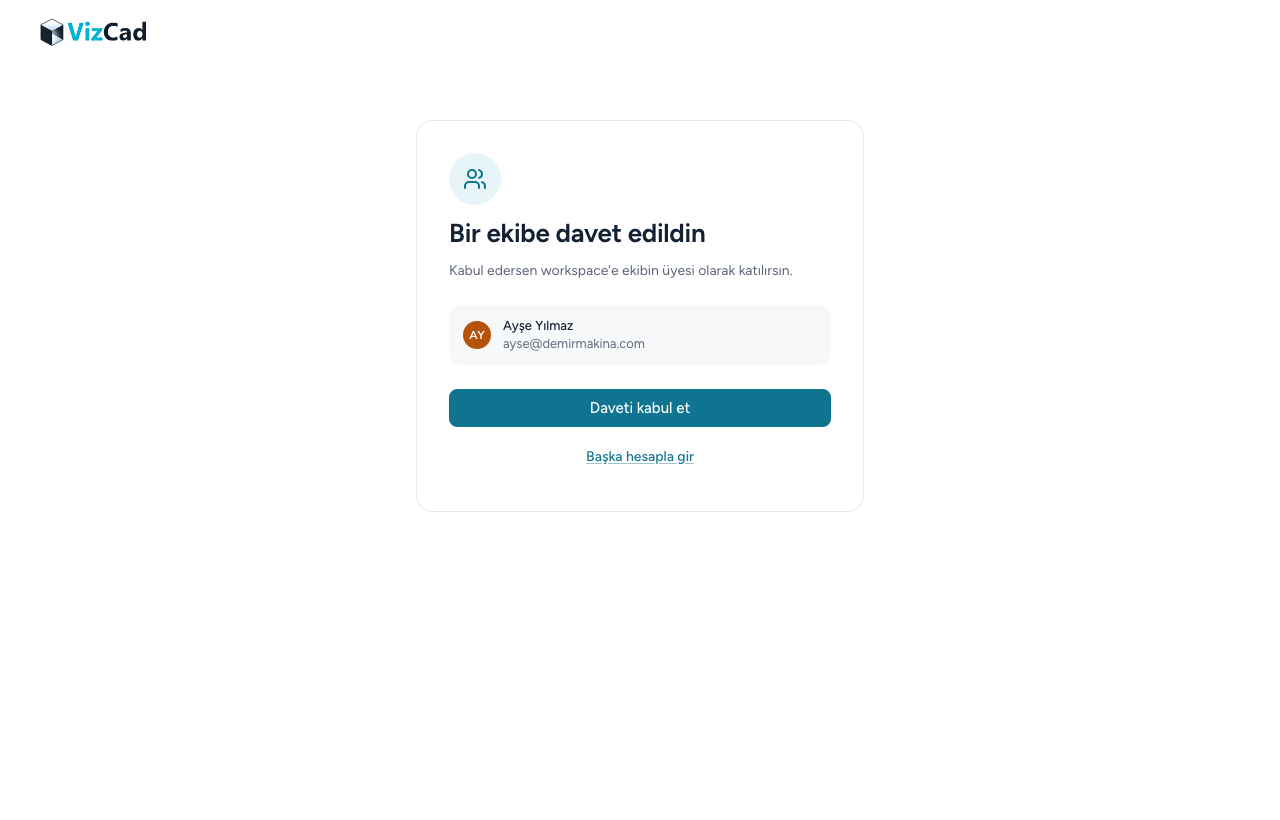 VizCad
Bir ekibe davet edildin
Kabul edersen workspace’e ekibin üyesi olarak katılırsın.
AY
Ayşe Yılmaz
ayse@demirmakina.com
Daveti kabul et
Başka hesapla gir